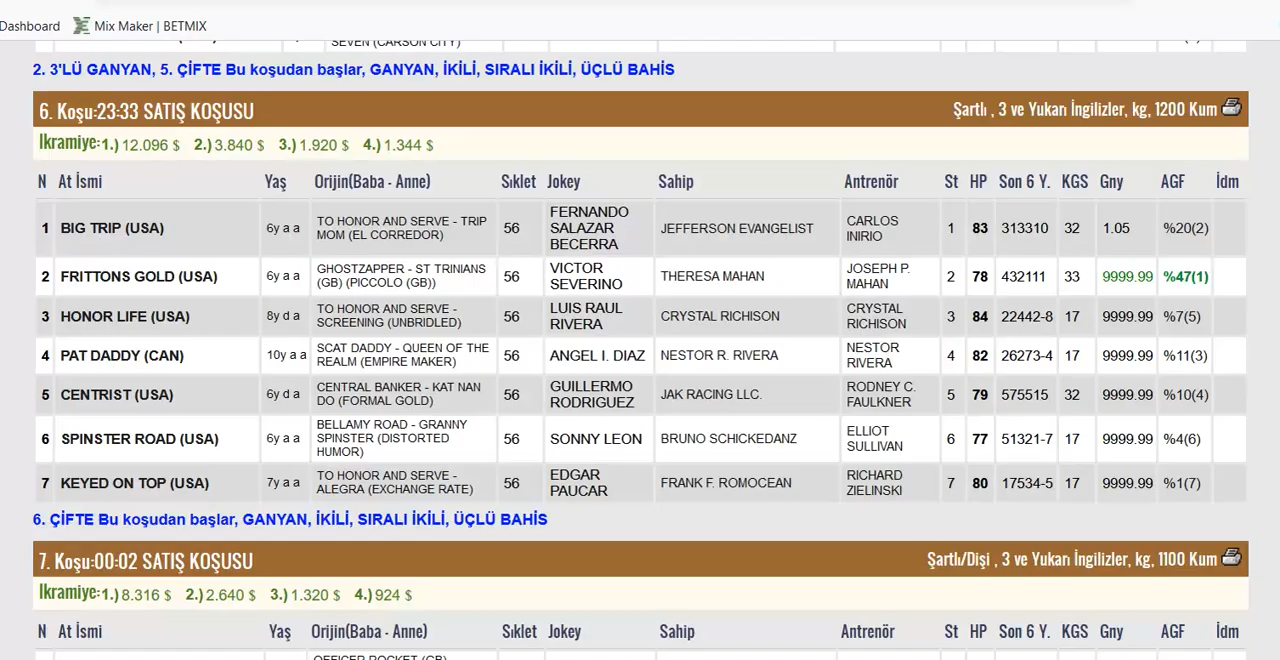 Dashboard Mix Maker | BETMIX
SEVEN (CARSON CITY)
2. 3'LÜ GANYAN, 5. ÇİFTE Bu koşudan başlar, GANYAN, İKİLİ, SIRALI İKİLİ, ÜÇLÜ BAHİS
6. Koşu:23:33 SATIŞ KOŞUSU Şartlı , 3 ve Yukarı İngilizler, kg, 1200 Kum
İkramiye:1.) 12.096 $ 2.) 3.840 $ 3.) 1.920 $ 4.) 1.344 $
N At İsmi Yaş Orijin(Baba - Anne) Sıklet Jokey Sahip Antrenör St HP Son 6 Y. KGS Gny AGF İdm
1 BIG TRIP (USA) 6y a a TO HONOR AND SERVE - TRIP MOM (EL CORREDOR) 56 FERNANDO SALAZAR BECERRA JEFFERSON EVANGELIST CARLOS INIRIO 1 83 313310 32 1.05 %20(2)
2 FRITTONS GOLD (USA) 6y a a GHOSTZAPPER - ST TRINIANS (GB) (PICCOLO (GB)) 56 VICTOR SEVERINO THERESA MAHAN JOSEPH P. MAHAN 2 78 432111 33 9999.99 %47(1)
3 HONOR LIFE (USA) 8y d a TO HONOR AND SERVE - SCREENING (UNBRIDLED) 56 LUIS RAUL RIVERA CRYSTAL RICHISON CRYSTAL RICHISON 3 84 22442-8 17 9999.99 %7(5)
4 PAT DADDY (CAN) 10y a a SCAT DADDY - QUEEN OF THE REALM (EMPIRE MAKER) 56 ANGEL I. DIAZ NESTOR R. RIVERA NESTOR RIVERA 4 82 26273-4 17 9999.99 %11(3)
5 CENTRIST (USA) 6y d a CENTRAL BANKER - KAT NAN DO (FORMAL GOLD) 56 GUILLERMO RODRIGUEZ JAK RACING LLC. RODNEY C. FAULKNER 5 79 575515 32 9999.99 %10(4)
6 SPINSTER ROAD (USA) 6y a a BELLAMY ROAD - GRANNY SPINSTER (DISTORTED HUMOR) 56 SONNY LEON BRUNO SCHICKEDANZ ELLIOT SULLIVAN 6 77 51321-7 17 9999.99 %4(6)
7 KEYED ON TOP (USA) 7y a a TO HONOR AND SERVE - ALEGRA (EXCHANGE RATE) 56 EDGAR PAUCAR FRANK F. ROMOCEAN RICHARD ZIELINSKI 7 80 17534-5 17 9999.99 %1(7)
6. ÇİFTE Bu koşudan başlar, GANYAN, İKİLİ, SIRALI İKİLİ, ÜÇLÜ BAHİS
7. Koşu:00:02 SATIŞ KOŞUSU Şartlı/Dişi , 3 ve Yukarı İngilizler, kg, 1100 Kum
İkramiye:1.) 8.316 $ 2.) 2.640 $ 3.) 1.320 $ 4.) 924 $
N At İsmi Yaş Orijin(Baba - Anne) Sıklet Jokey Sahip Antrenör St HP Son 6 Y. KGS Gny AGF İdm
OFFICER ROCKET (GB)